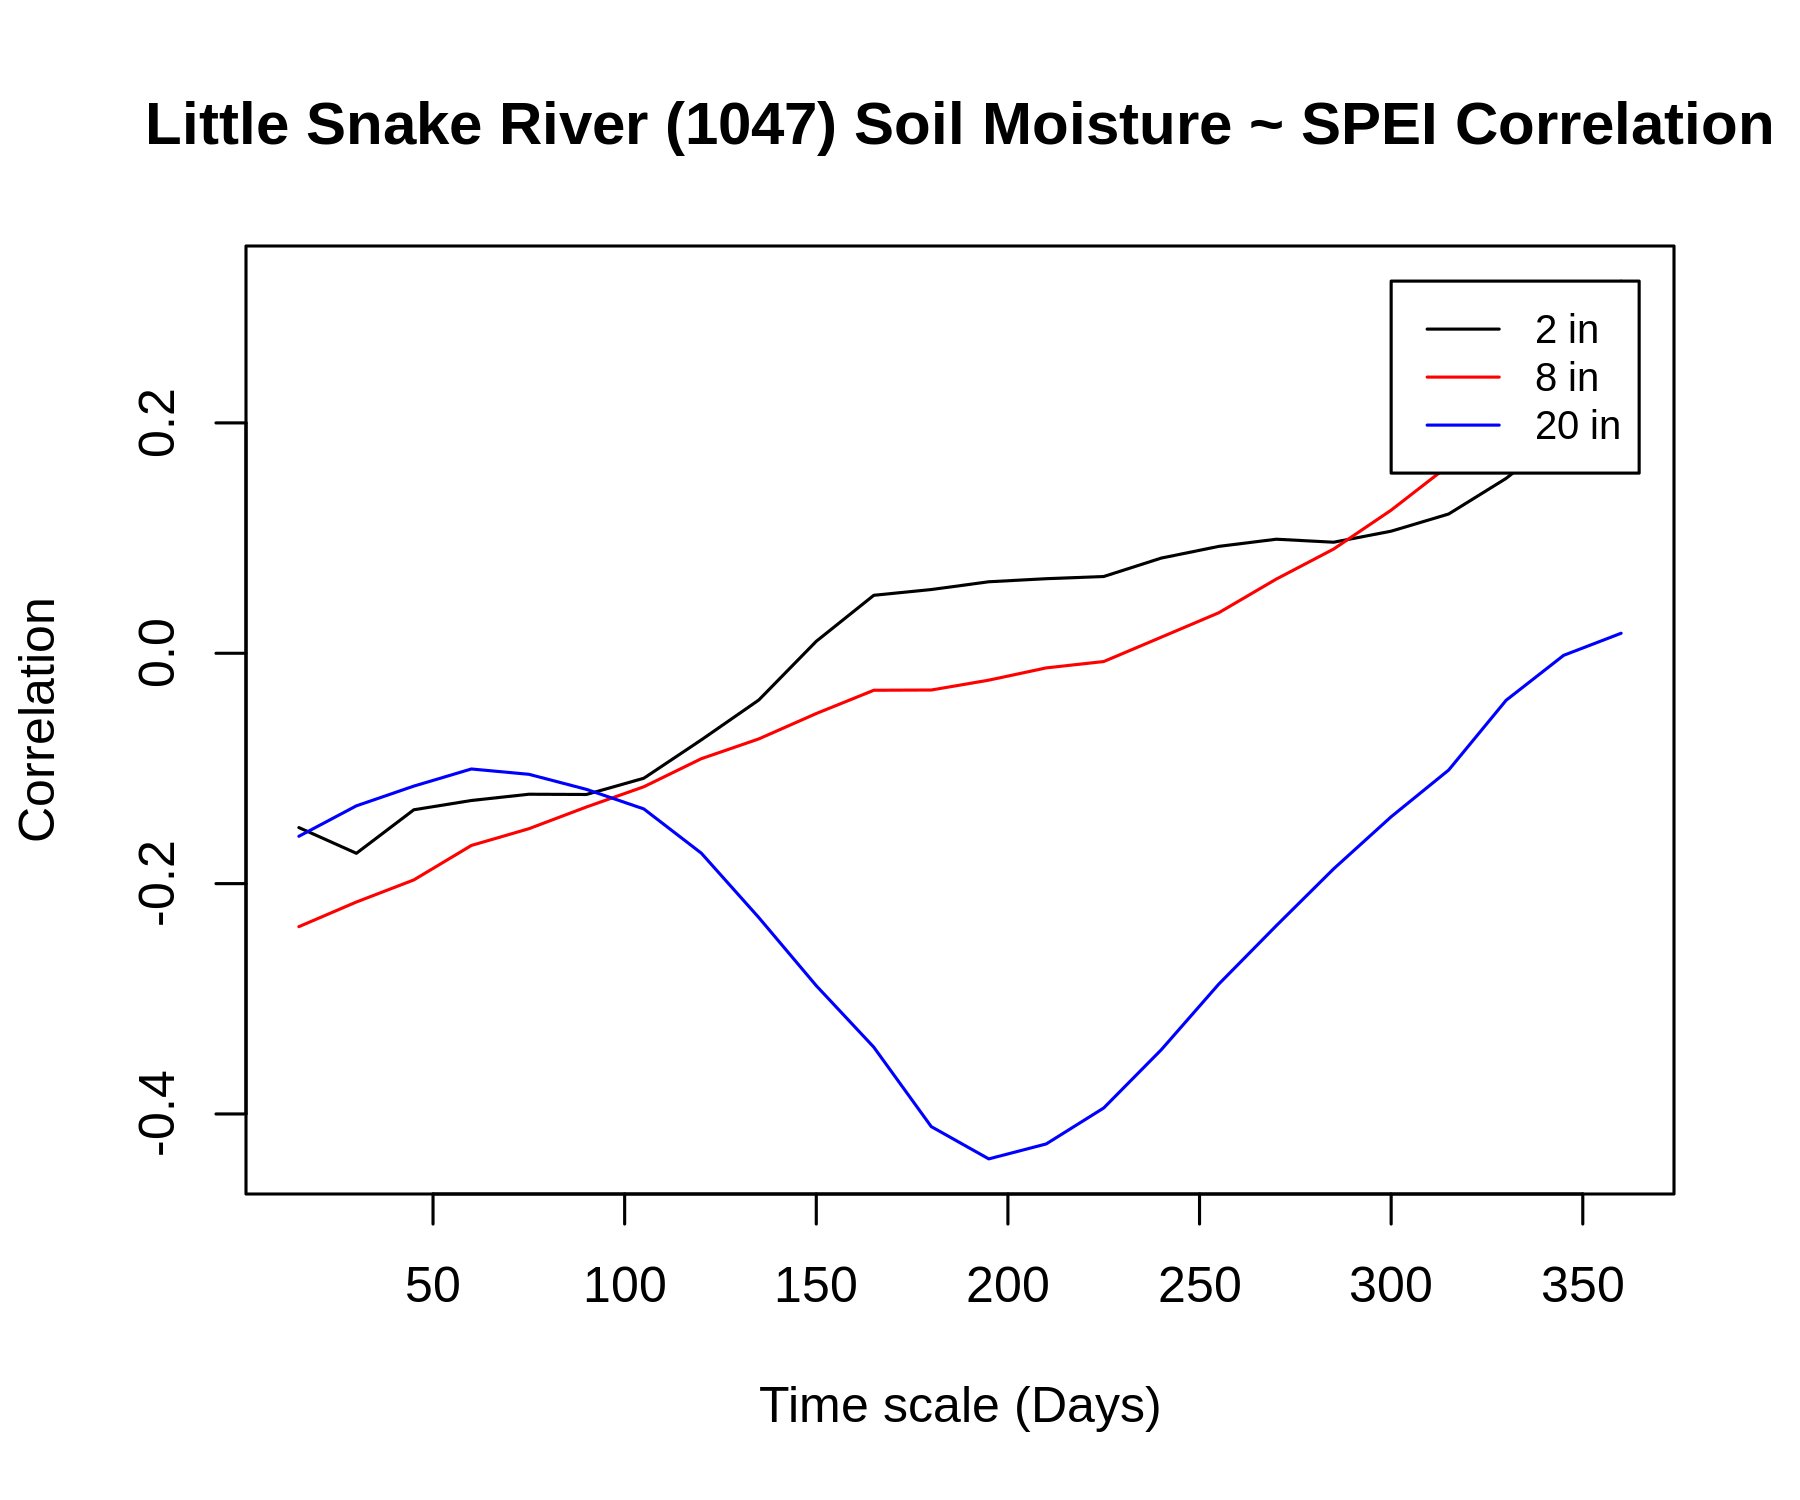 Little Snake River (1047) Soil Moisture ~ SPEI Correlation
2 in
8 in
20 in
Correlation
0.2
0.0
-0.2
-0.4
50 100 150 200 250 300 350
Time scale (Days)